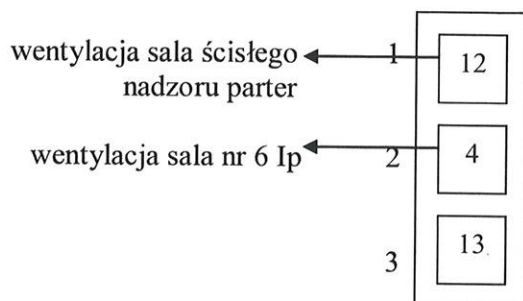 wentylacja sala ścisłego
nadzoru parter
1
12
wentylacja sala nr 6 Ip
2
4
3
13